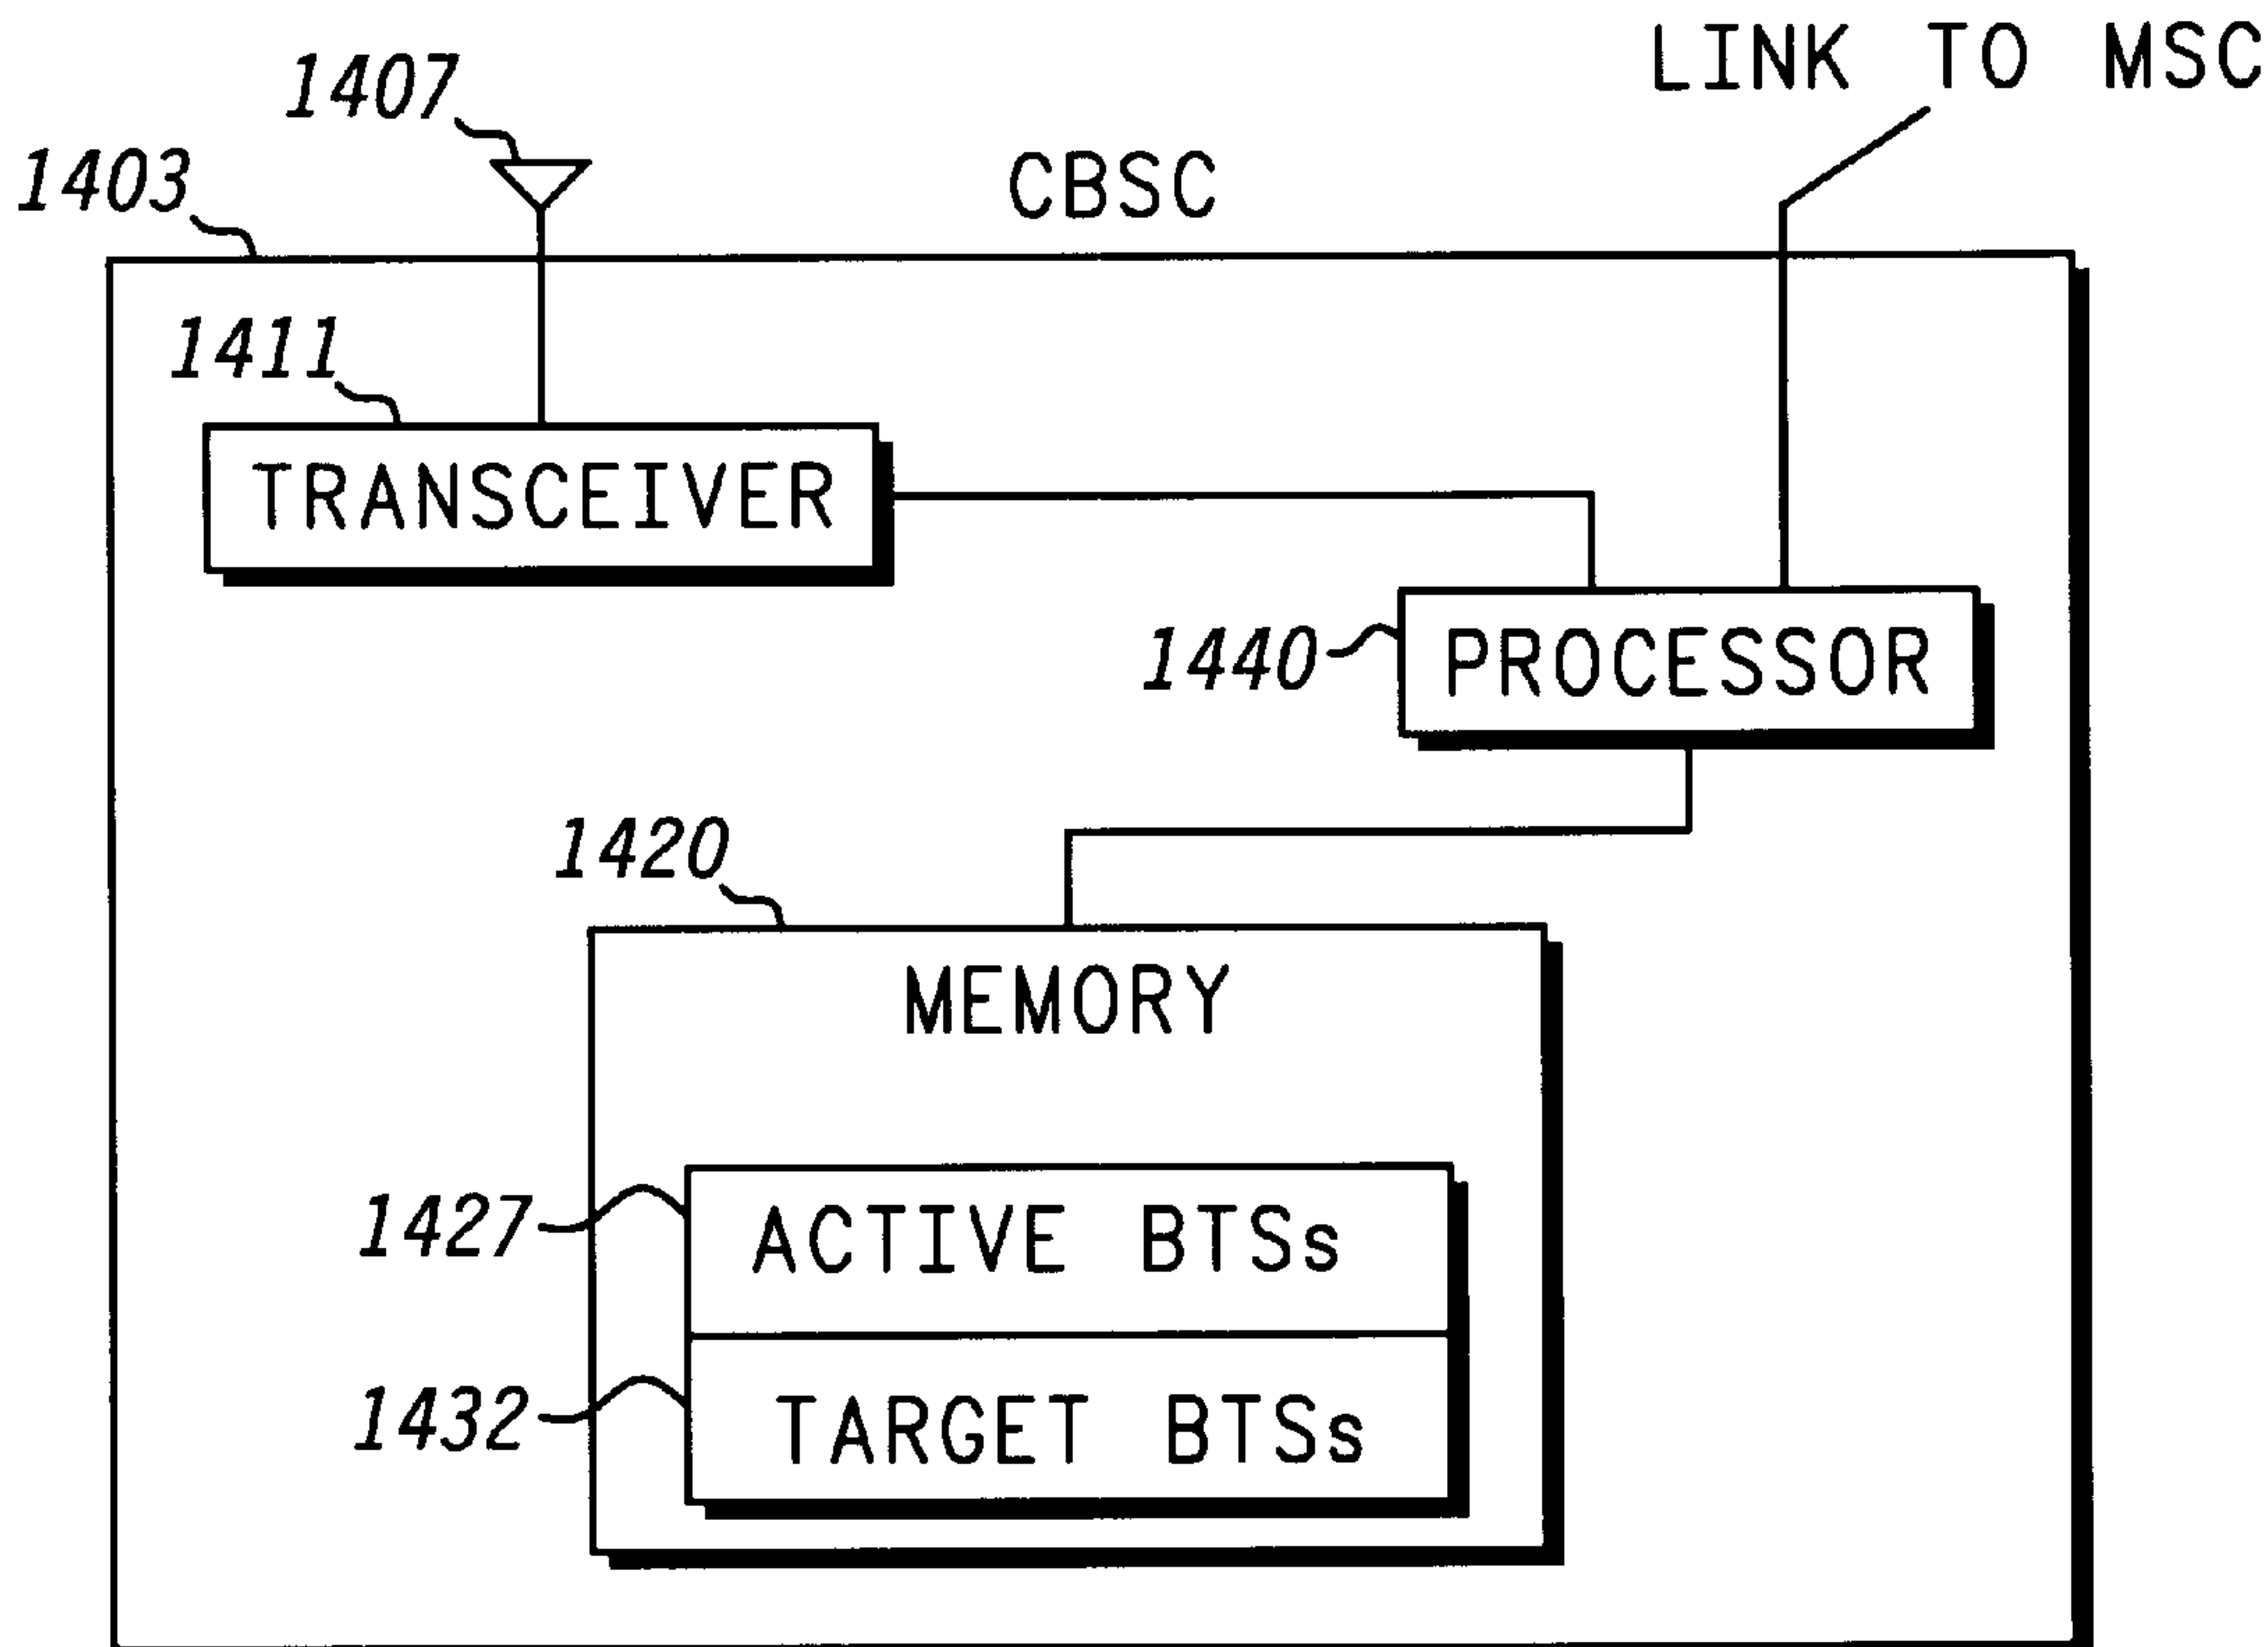 LINK TO MSC
1407
1403
CBSC
1411
TRANSCEIVER
1440
PROCESSOR
1420
MEMORY
1427
ACTIVE BTSs
1432
TARGET BTSs